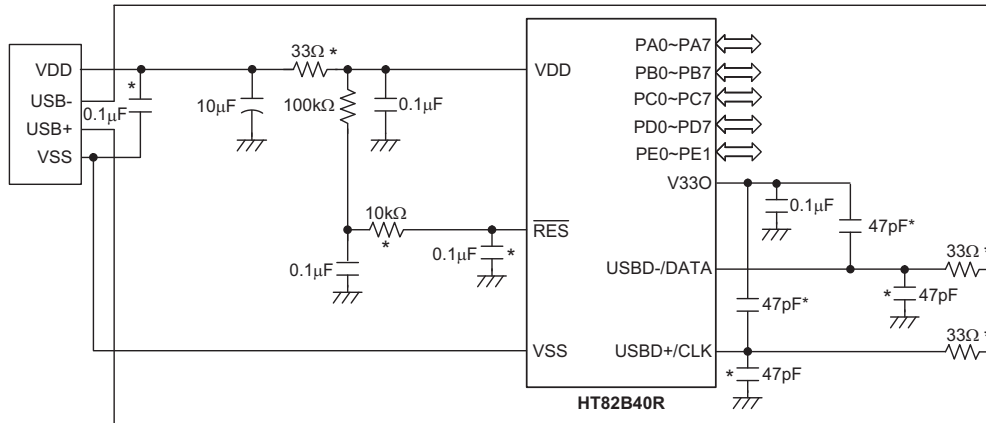 VDD
USB-
USB+
VSS
*
0.1μF
10μF
33Ω *
100kΩ
0.1μF
10kΩ
*
0.1μF
0.1μF
*
VDD
R̅E̅S̅
VSS
PA0~PA7
PB0~PB7
PC0~PC7
PD0~PD7
PE0~PE1
V33O
USBD-/DATA
USBD+/CLK
HT82B40R
0.1μF
47pF*
33Ω *
* 47pF
47pF*
33Ω *
* 47pF